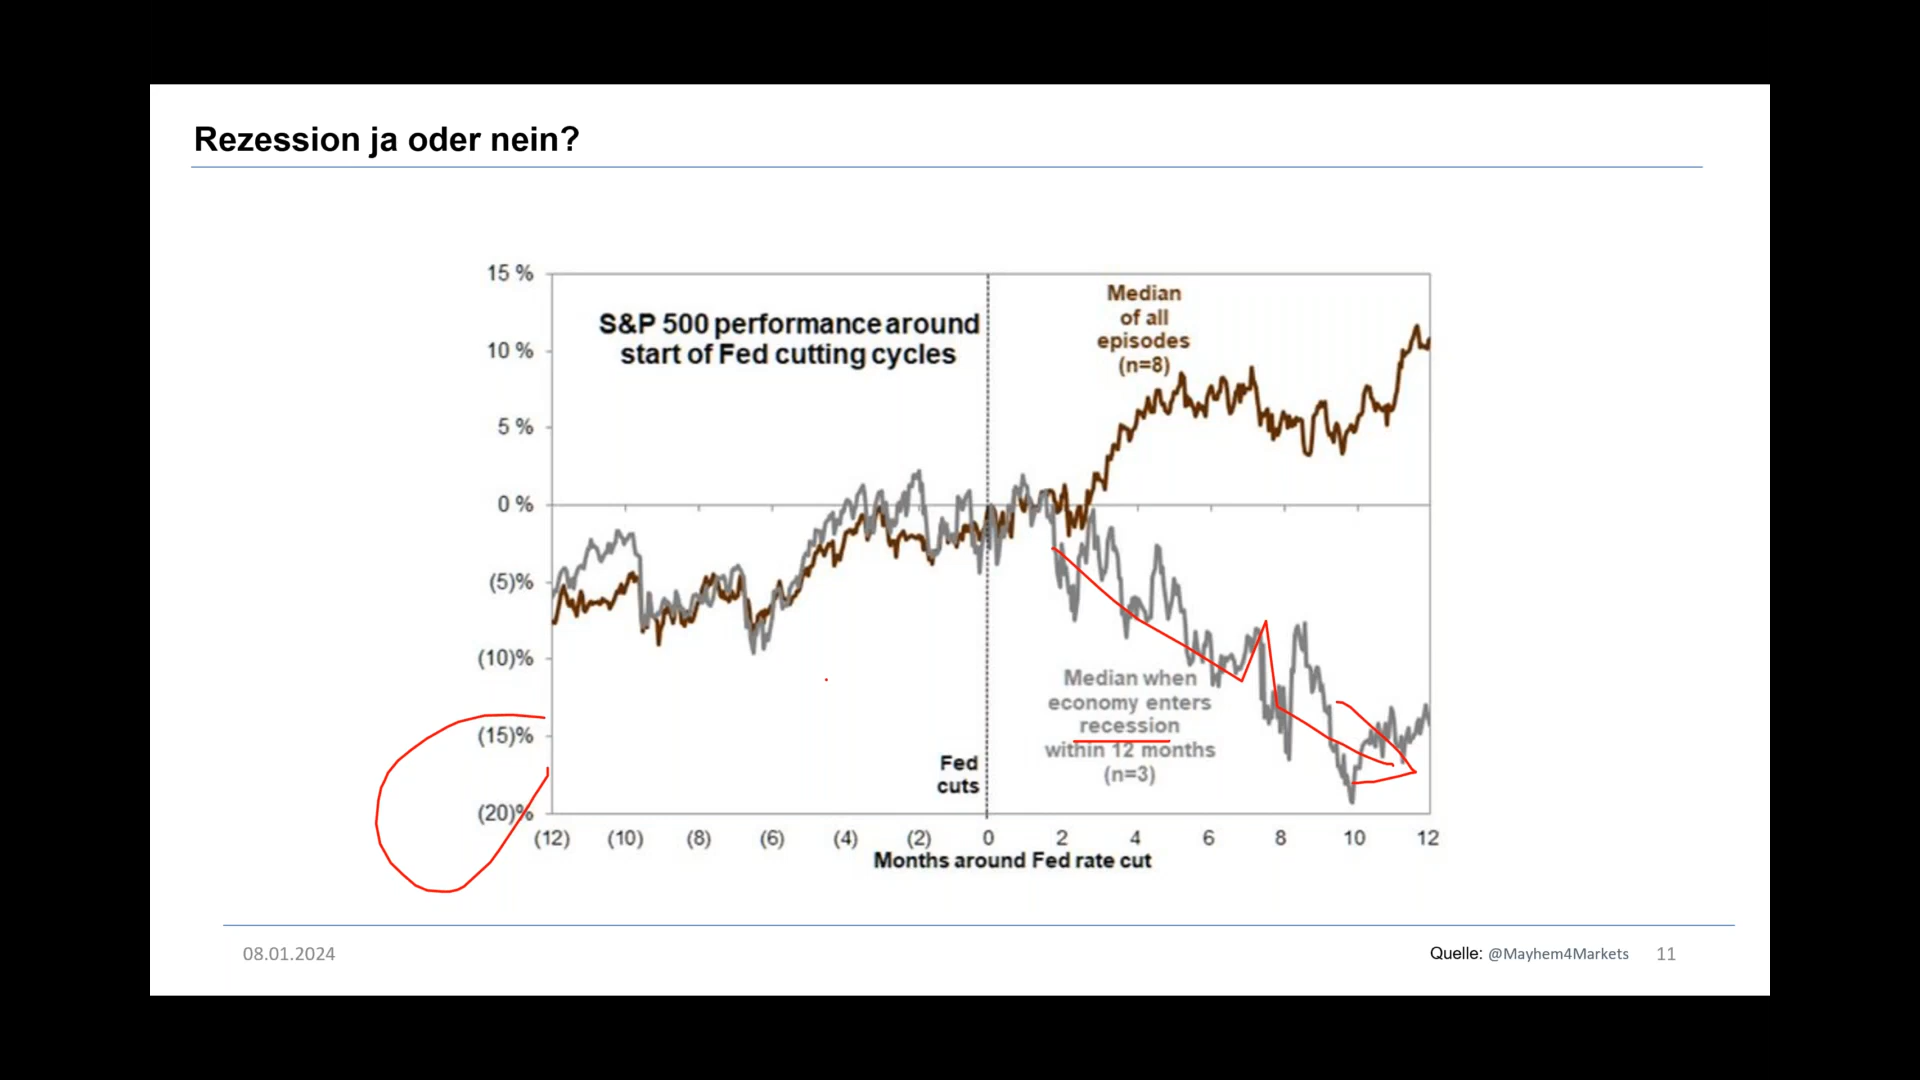 Rezession ja oder nein?
15 %
10 %
5 %
0 %
(5)%
(10)%
(15)%
(20)%
S&P 500 performance around
start of Fed cutting cycles
Median
of all
episodes
(n=8)
Median when
economy enters
recession
within 12 months
(n=3)
Fed
cuts
(12) (10) (8) (6) (4) (2) 0 2 4 6 8 10 12
Months around Fed rate cut
08.01.2024
Quelle: @Mayhem4Markets 11